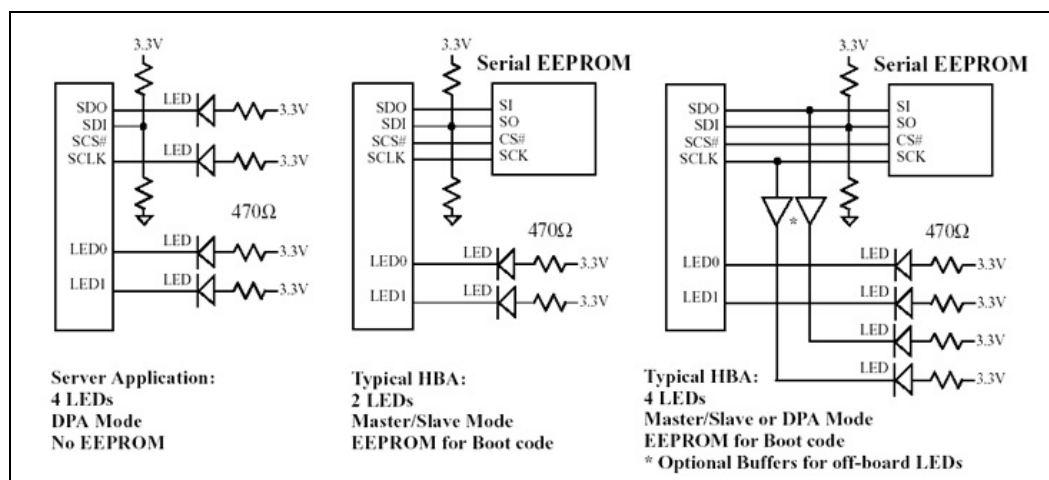 3.3V
SDO
SDI
SCS#
SCLK
LED
3.3V
LED
3.3V
470Ω
LED0
LED
3.3V
LED1
LED
3.3V
Server Application:
4 LEDs
DPA Mode
No EEPROM
3.3V
Serial EEPROM
SDO
SDI
SCS#
SCLK
SI
SO
CS#
SCK
470Ω
LED0
LED
3.3V
LED1
LED
3.3V
Typical HBA:
2 LEDs
Master/Slave Mode
EEPROM for Boot code
3.3V
Serial EEPROM
SDO
SDI
SCS#
SCLK
SI
SO
CS#
SCK
*
470Ω
LED0
LED
3.3V
LED1
LED
3.3V
LED
3.3V
LED
3.3V
Typical HBA:
4 LEDs
Master/Slave or DPA Mode
EEPROM for Boot code
* Optional Buffers for off-board LEDs